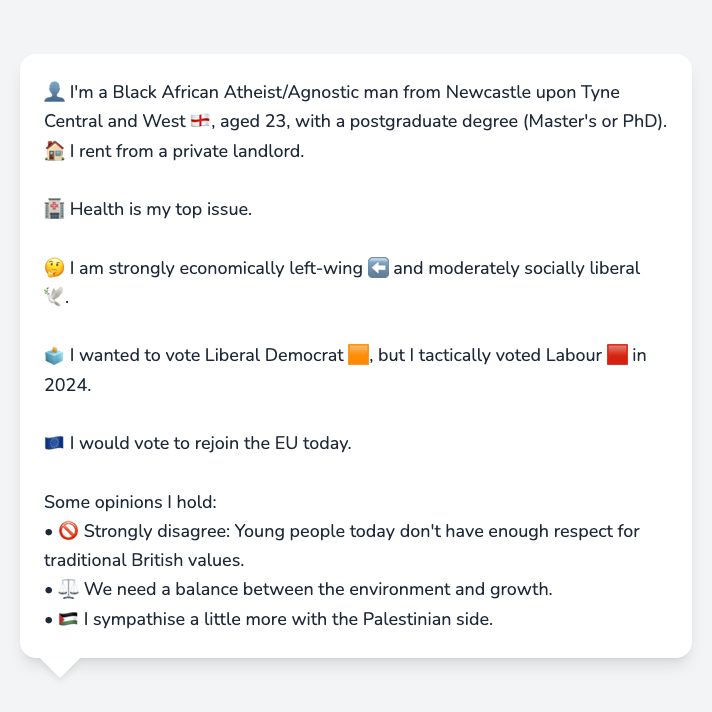 👤 I'm a Black African Atheist/Agnostic man from Newcastle upon Tyne
Central and West 🏴󠁧󠁢󠁥󠁮󠁧󠁿, aged 23, with a postgraduate degree (Master's or PhD).
🏠 I rent from a private landlord.
🏥 Health is my top issue.
🤔 I am strongly economically left-wing ⬅️ and moderately socially liberal
🕊️.
🗳️ I wanted to vote Liberal Democrat 🟧, but I tactically voted Labour 🟥 in
2024.
🇪🇺 I would vote to rejoin the EU today.
Some opinions I hold:
• 🚫 Strongly disagree: Young people today don't have enough respect for
traditional British values.
• ⚖️ We need a balance between the environment and growth.
• 🇵🇸 I sympathise a little more with the Palestinian side.